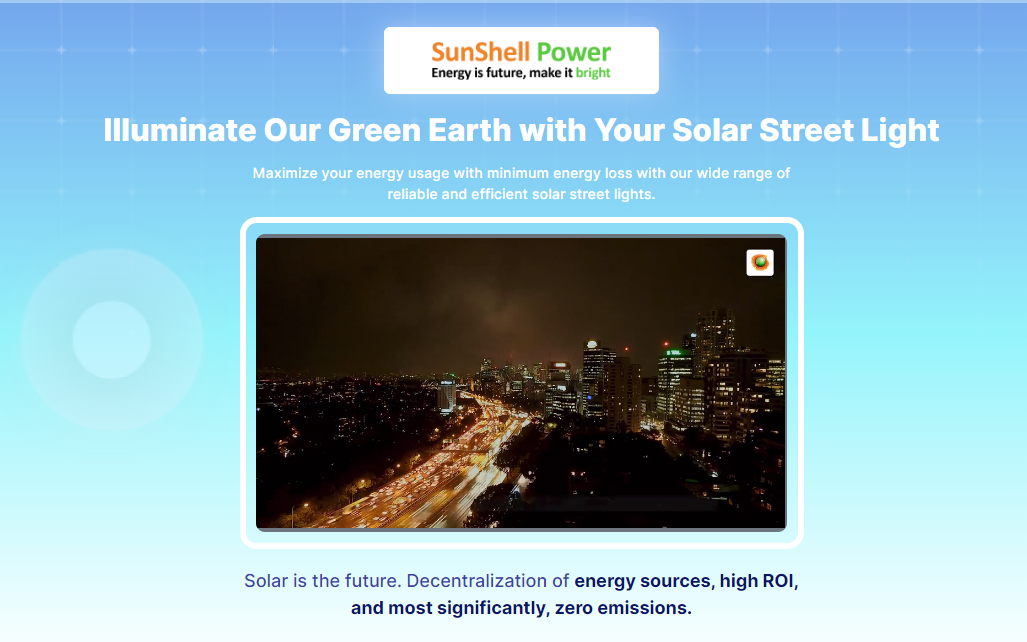 SunShell Power
Energy is future, make it bright
Illuminate Our Green Earth with Your Solar Street Light
Maximize your energy usage with minimum energy loss with our wide range of
reliable and efficient solar street lights.
Solar is the future. Decentralization of energy sources, high ROI,
and most significantly, zero emissions.